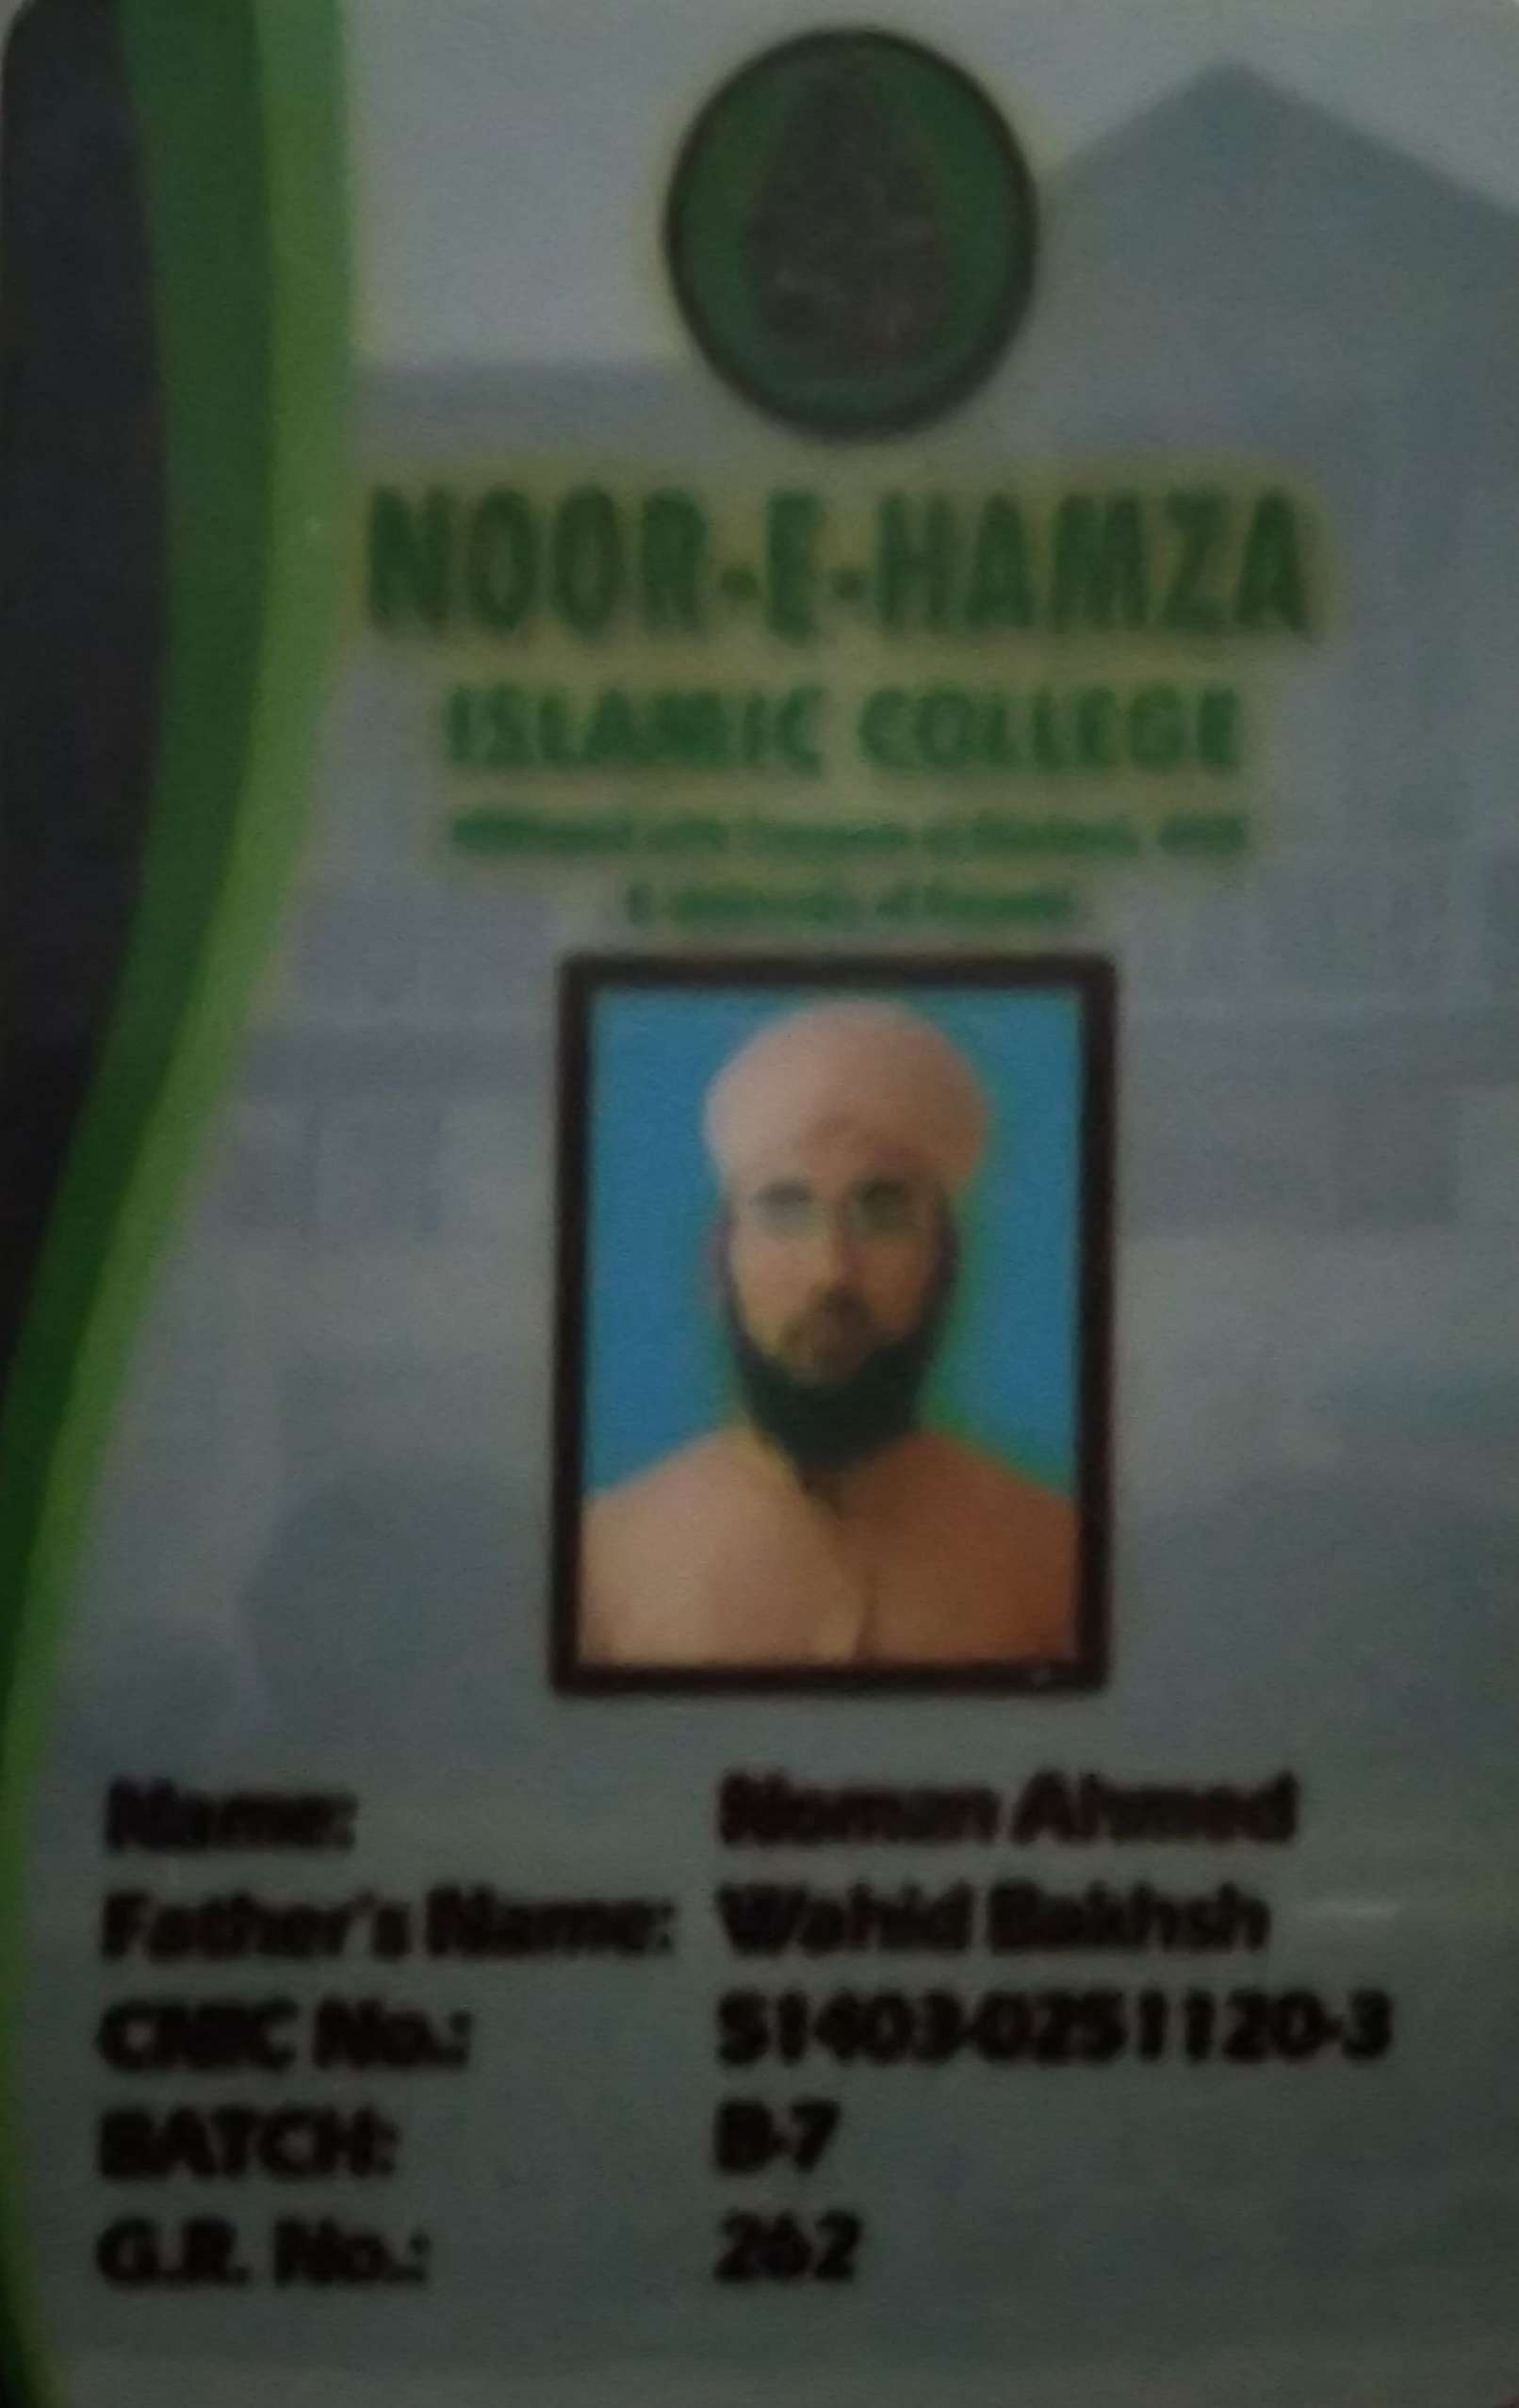 NOOR-E-HAMZA
ISLAMIC COLLEGE
Name: Noman Ahmed
Father's Name: Wahid Bakhsh
CNIC No.: 51403-0251120-3
BATCH: B-7
G.R. No.: 262